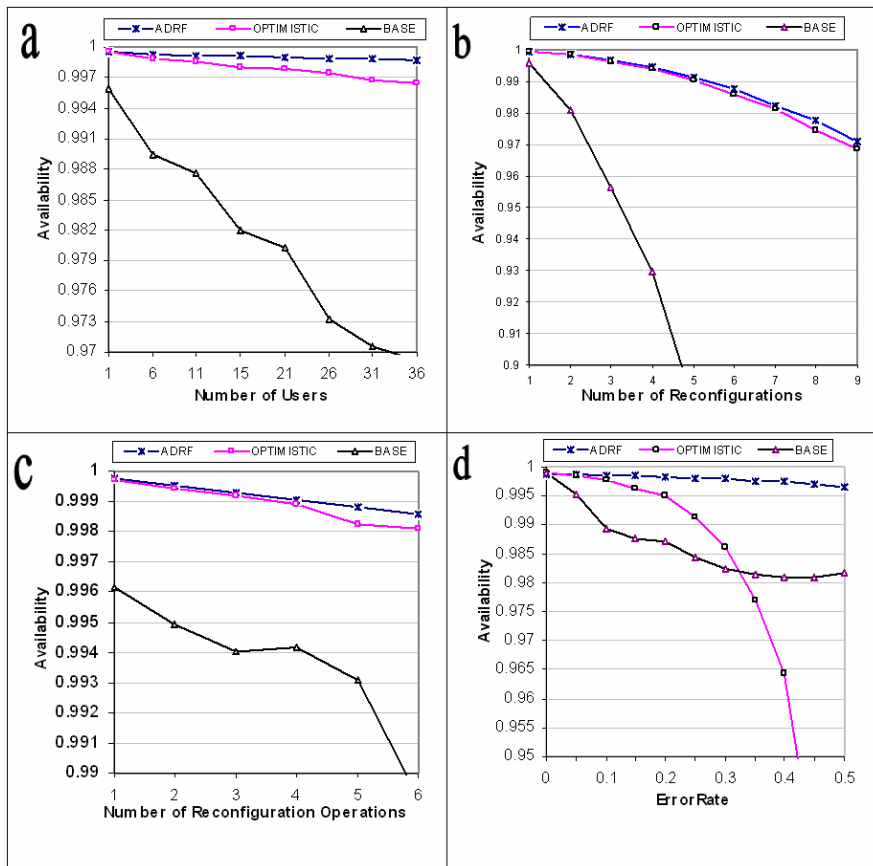 a
ADRF OPTIMISTIC BASE
1
0.997
0.994
0.991
0.988
0.985
0.982
0.979
0.976
0.973
0.97
Availability
1 6 11 15 21 26 31 36
Number of Users
b
ADRF OPTIMISTIC BASE
1
0.99
0.98
0.97
0.96
0.95
0.94
0.93
0.92
0.91
0.9
Availability
1 2 3 4 5 6 7 8 9
Number of Reconfigurations
c
ADRF OPTIMISTIC BASE
1
0.999
0.998
0.997
0.996
0.995
0.994
0.993
0.992
0.991
0.99
Availability
1 2 3 4 5 6
Number of Reconfiguration Operations
d
ADRF OPTIMISTIC BASE
1
0.995
0.99
0.985
0.98
0.975
0.97
0.965
0.96
0.955
0.95
Availability
0 0.1 0.2 0.3 0.4 0.5
ErrorRate